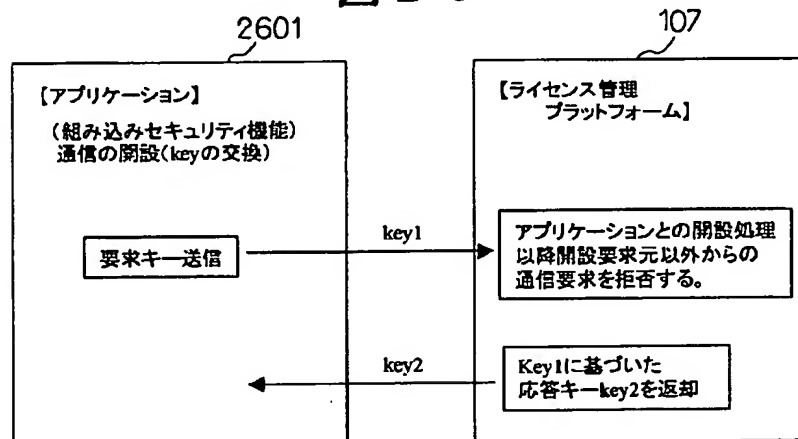 2601
107
【アプリケーション】
(組み込みセキュリティ機能)
通信の開設(keyの交換)
【ライセンス管理
プラットフォーム】
要求キー送信
key1
アプリケーションとの開設処理
以降開設要求元以外からの
通信要求を拒否する。
key2
Key1に基づいた
応答キーkey2を返却